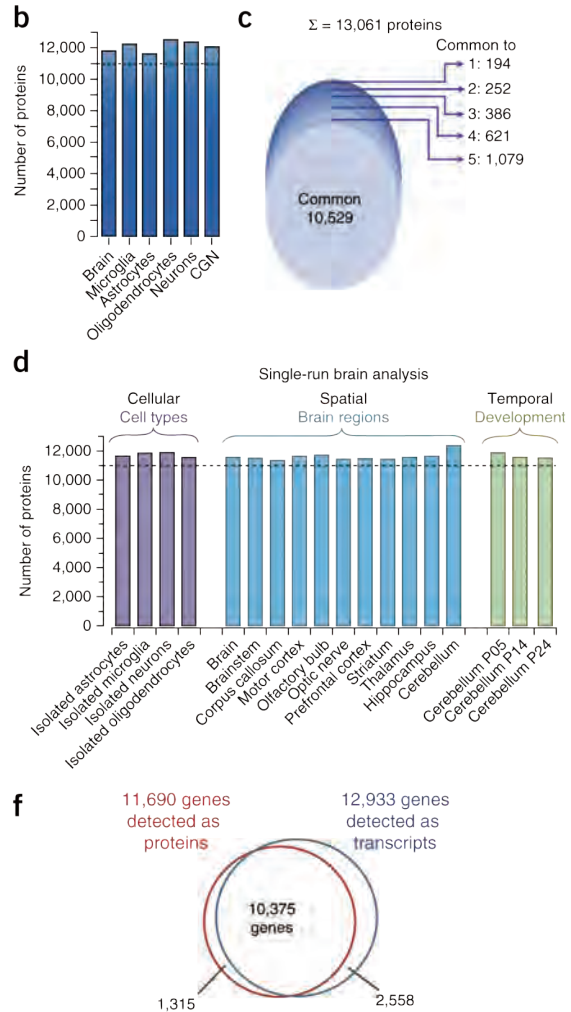 b
Number of proteins
12,000
10,000
8,000
6,000
4,000
2,000
0
Brain
Microglia
Astrocytes
Oligodendrocytes
Neurons
CGN
c
Σ = 13,061 proteins
Common to
1: 194
2: 252
3: 386
4: 621
5: 1,079
Common
10,529
d
Single-run brain analysis
Cellular
Cell types
Spatial
Brain regions
Temporal
Development
Number of proteins
12,000
10,000
8,000
6,000
4,000
2,000
0
Isolated astrocytes
Isolated microglia
Isolated neurons
Isolated oligodendrocytes
Brain
Brainstem
Corpus callosum
Motor cortex
Olfactory bulb
Optic nerve
Prefrontal cortex
Striatum
Thalamus
Hippocampus
Cerebellum
Cerebellum P05
Cerebellum P14
Cerebellum P24
f
11,690 genes
detected as
proteins
12,933 genes
detected as
transcripts
10,375
genes
1,315
2,558